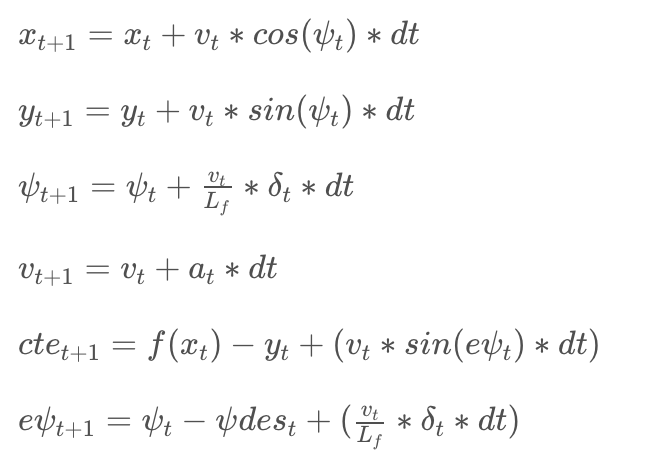 x_{t+1} = x_t + v_t * cos(ψ_t) * dt
y_{t+1} = y_t + v_t * sin(ψ_t) * dt
ψ_{t+1} = ψ_t + \frac{v_t}{L_f} * δ_t * dt
v_{t+1} = v_t + a_t * dt
cte_{t+1} = f(x_t) − y_t + (v_t * sin(eψ_t) * dt)
eψ_{t+1} = ψ_t − ψdes_t + (\frac{v_t}{L_f} * δ_t * dt)